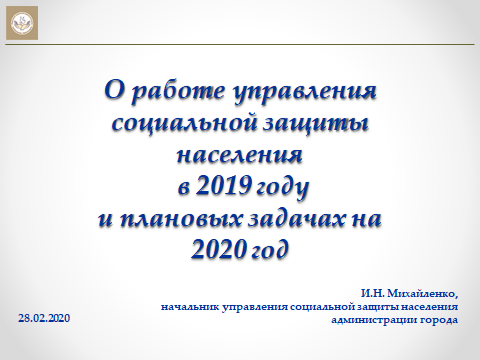 О работе управления
социальной защиты
населения
в 2019 году
и плановых задачах на
2020 год
И.Н. Михайленко,
начальник управления социальной защиты населения
администрации города
28.02.2020